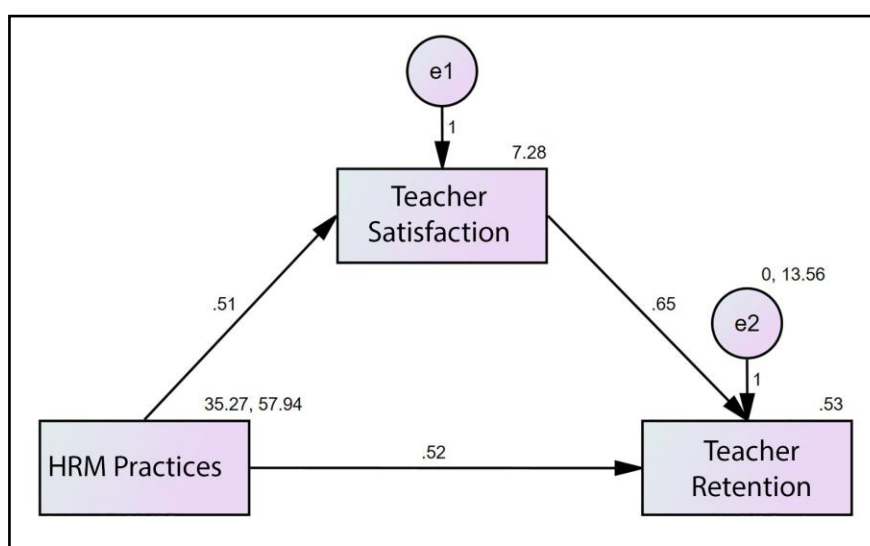 e1
1
7.28
Teacher
Satisfaction
0, 13.56
.51
.65
e2
1
35.27, 57.94
.53
HRM Practices
.52
Teacher
Retention